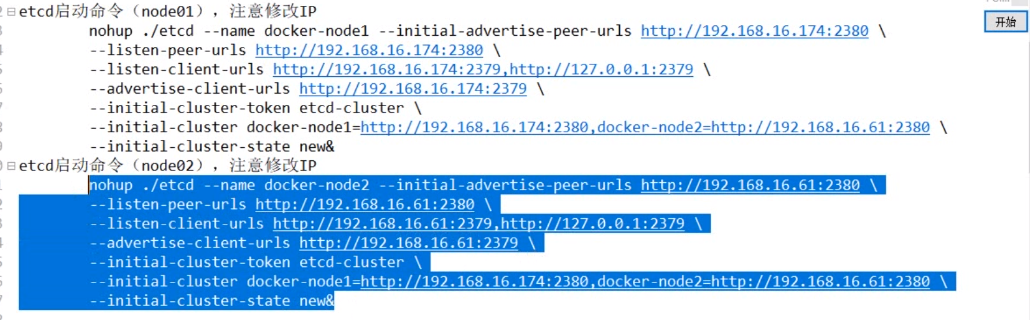 etcd启动命令（node01），注意修改IP
开始
nohup ./etcd --name docker-node1 --initial-advertise-peer-urls http://192.168.16.174:2380 \
--listen-peer-urls http://192.168.16.174:2380 \
--listen-client-urls http://192.168.16.174:2379,http://127.0.0.1:2379 \
--advertise-client-urls http://192.168.16.174:2379 \
--initial-cluster-token etcd-cluster \
--initial-cluster docker-node1=http://192.168.16.174:2380,docker-node2=http://192.168.16.61:2380 \
--initial-cluster-state new&
etcd启动命令（node02），注意修改IP
nohup ./etcd --name docker-node2 --initial-advertise-peer-urls http://192.168.16.61:2380 \
--listen-peer-urls http://192.168.16.61:2380 \
--listen-client-urls http://192.168.16.61:2379,http://127.0.0.1:2379 \
--advertise-client-urls http://192.168.16.61:2379 \
--initial-cluster-token etcd-cluster \
--initial-cluster docker-node1=http://192.168.16.174:2380,docker-node2=http://192.168.16.61:2380 \
--initial-cluster-state new&